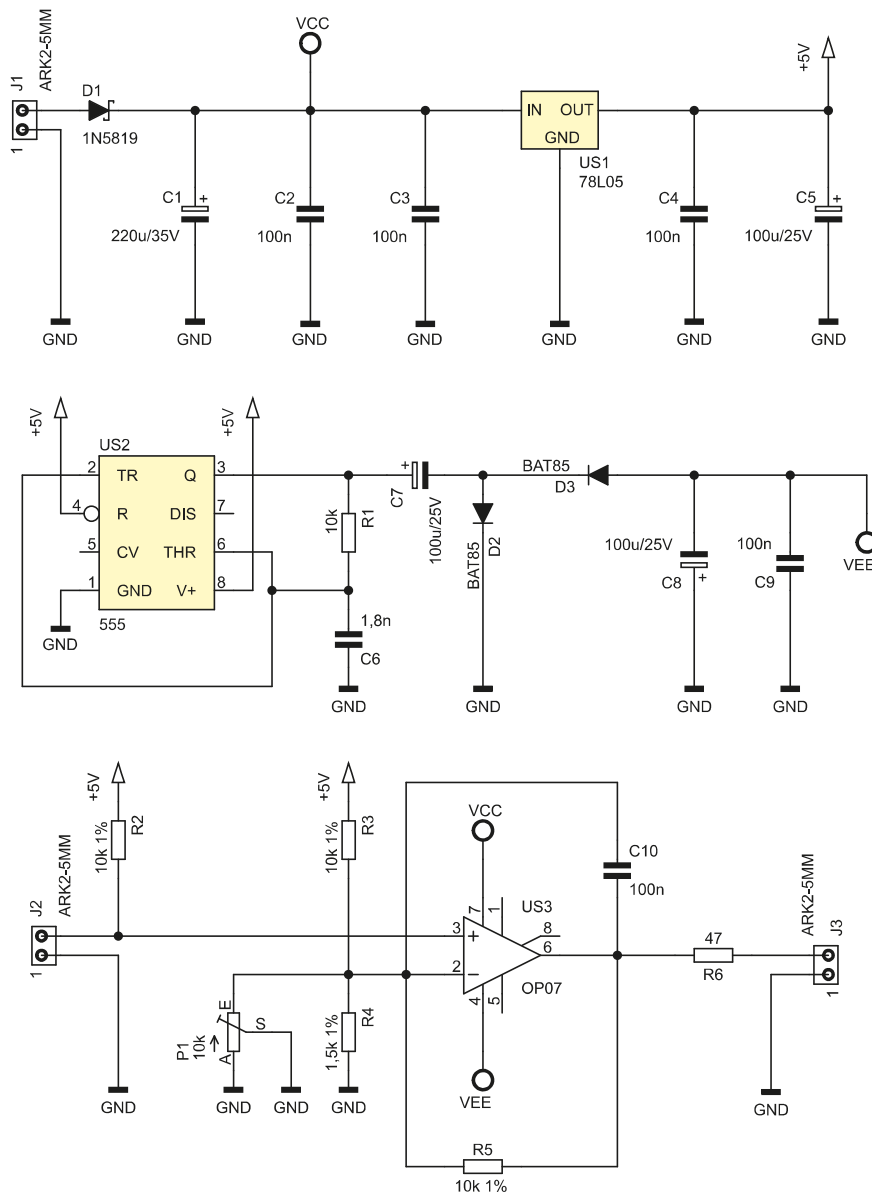 VCC
J1
ARK2-5MM
1
D1
1N5819
+5V
IN OUT
GND
US1
78L05
C1
+
220u/35V
C2
100n
C3
100n
C4
100n
C5
+
100u/25V
GND
GND
GND
GND
GND
GND
GND
+5V
US2
+5V
2 TR Q 3
4 R DIS 7
5 CV THR 6
1 GND V+ 8
555
GND
10k
R1
1,8n
C6
GND
+
C7
100u/25V
BAT85
D3
BAT85
D2
GND
100u/25V
C8
+
GND
100n
C9
GND
VEE
+5V
10k 1%
R2
J2
ARK2-5MM
1
GND
+5V
10k 1%
R3
P1
10k
E
S
A
GND
GND
1,5k 1%
R4
GND
VCC
7
1
US3
8
3
+
6
2
−
4
5
OP07
VEE
C10
100n
R5
10k 1%
47
R6
J3
ARK2-5MM
1
GND